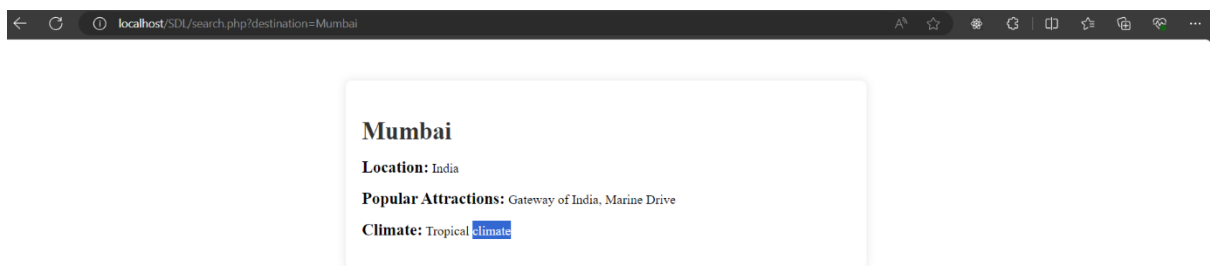 localhost/SDL/search.php?destination=Mumbai
Mumbai
Location: India
Popular Attractions: Gateway of India, Marine Drive
Climate: Tropical climate